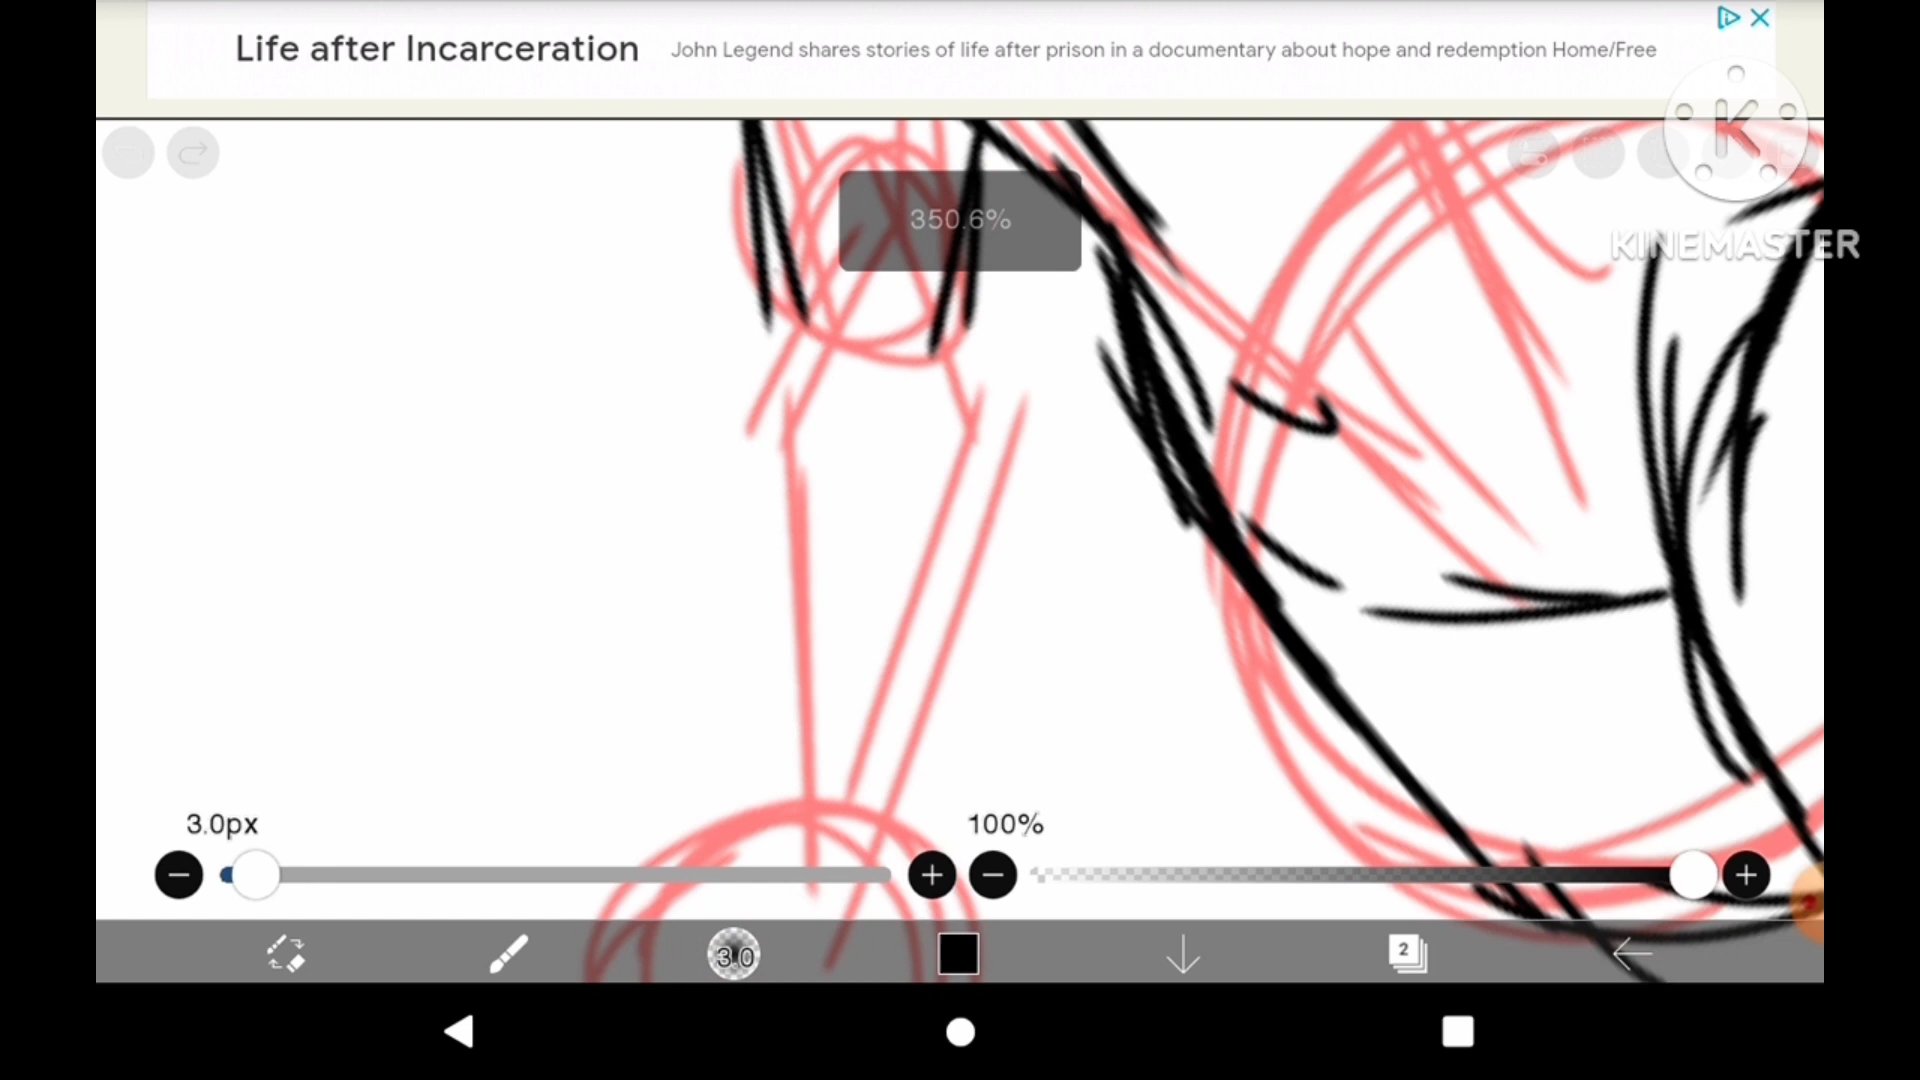 Life after Incarceration
John Legend shares stories of life after prison in a documentary about hope and redemption Home/Free
K
350.6%
KINEMASTER
3.0px
100%
3.0
2